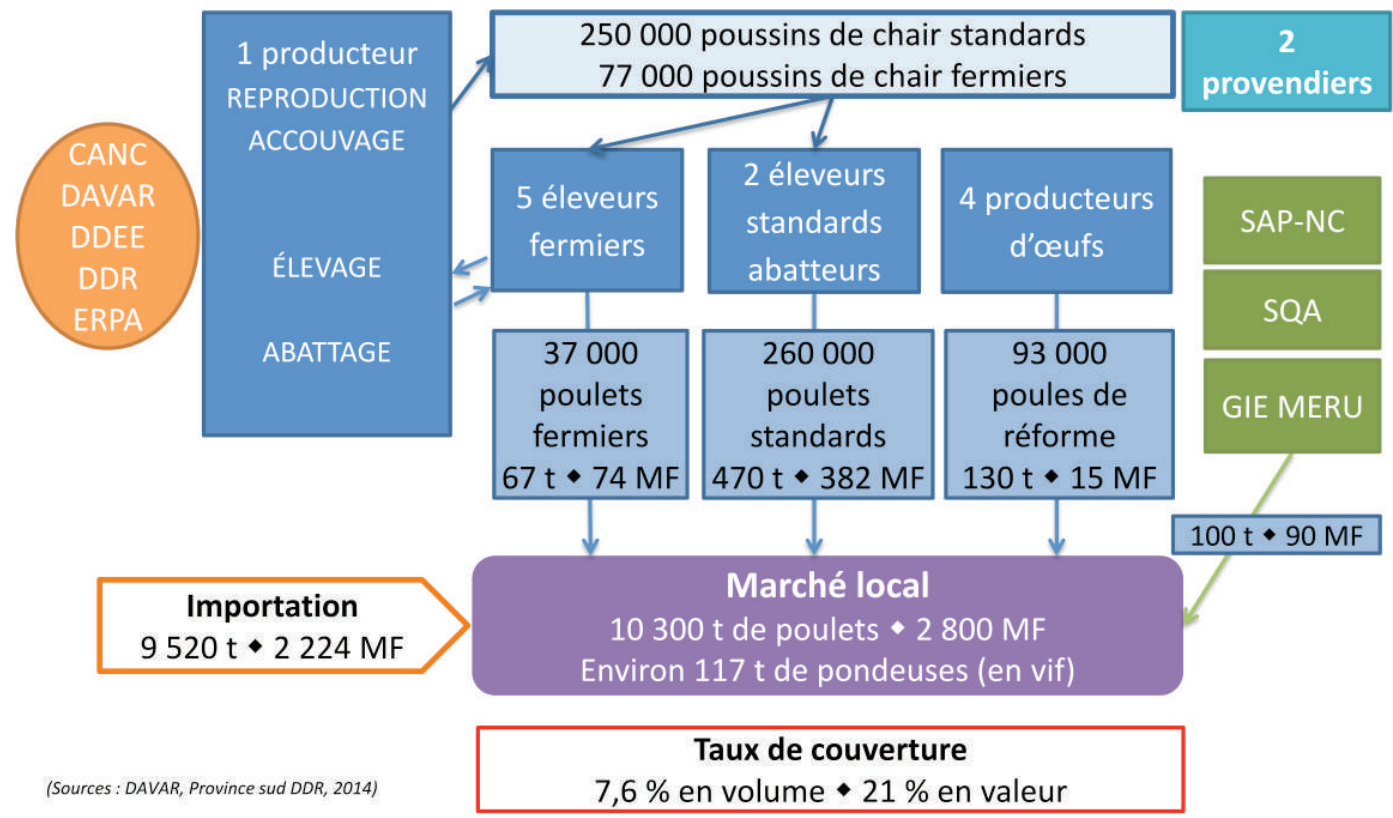 CANC
DAVAR
DDEE
DDR
ERPA
1 producteur
REPRODUCTION
ACCOUVAGE
ÉLEVAGE
ABATTAGE
250 000 poussins de chair standards
77 000 poussins de chair fermiers
2
provendiers
5 éleveurs
fermiers
2 éleveurs
standards
abatteurs
4 producteurs
d’œufs
SAP-NC
SQA
GIE MERU
37 000
poulets
fermiers
67 t ◆ 74 MF
260 000
poulets
standards
470 t ◆ 382 MF
93 000
poules de
réforme
130 t ◆ 15 MF
100 t ◆ 90 MF
Importation
9 520 t ◆ 2 224 MF
Marché local
10 300 t de poulets ◆ 2 800 MF
Environ 117 t de pondeuses (en vif)
Taux de couverture
7,6 % en volume ◆ 21 % en valeur
(Sources : DAVAR, Province sud DDR, 2014)